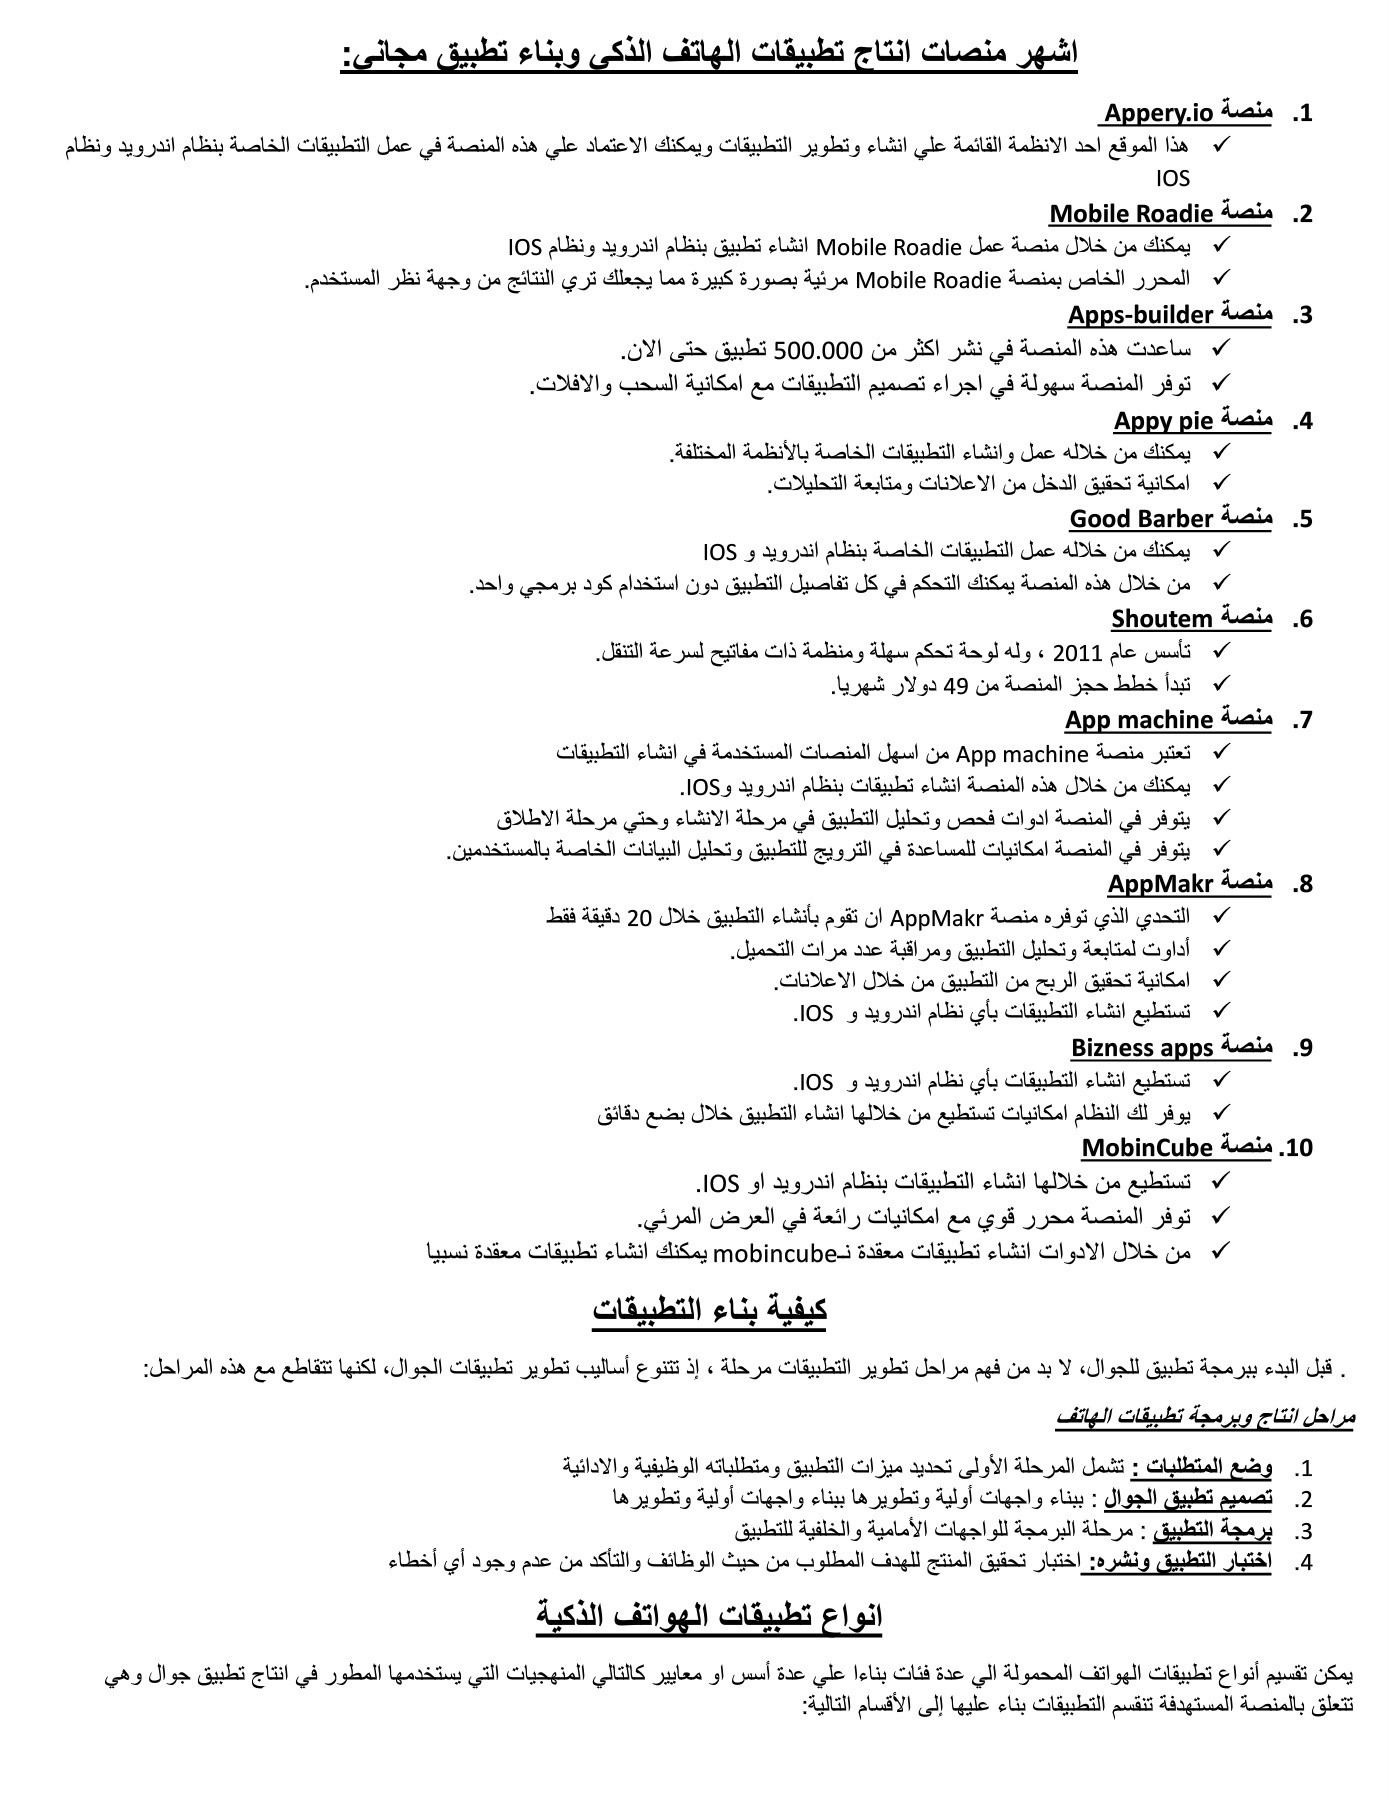 اشهر منصات انتاج تطبيقات الهاتف الذكي وبناء تطبيق مجاني:
1. منصة Appery.io
✓ هذا الموقع احد الانظمة القائمة علي انشاء وتطوير التطبيقات ويمكنك الاعتماد علي هذه المنصة في عمل التطبيقات الخاصة بنظام اندرويد ونظام
IOS
2. منصة Mobile Roadie
✓ يمكنك من خلال منصة عمل Mobile Roadie انشاء تطبيق بنظام اندرويد ونظام IOS
✓ المحرر الخاص بمنصة Mobile Roadie مرئية بصورة كبيرة مما يجعلك تري النتائج من وجهة نظر المستخدم.
3. منصة Apps-builder
✓ ساعدت هذه المنصة في نشر اكثر من 500.000 تطبيق حتى الان.
✓ توفر المنصة سهولة في اجراء تصميم التطبيقات مع امكانية السحب والافلات.
4. منصة Appy pie
✓ يمكنك من خلاله عمل وانشاء التطبيقات الخاصة بالأنظمة المختلفة.
✓ امكانية تحقيق الدخل من الاعلانات ومتابعة التحليلات.
5. منصة Good Barber
✓ يمكنك من خلاله عمل التطبيقات الخاصة بنظام اندرويد و IOS
✓ من خلال هذه المنصة يمكنك التحكم في كل تفاصيل التطبيق دون استخدام كود برمجي واحد.
6. منصة Shoutem
✓ تأسس عام 2011 ، وله لوحة تحكم سهلة ومنظمة ذات مفاتيح لسرعة التنقل.
✓ تبدأ خطط حجز المنصة من 49 دولار شهريا.
7. منصة App machine
✓ تعتبر منصة App machine من اسهل المنصات المستخدمة في انشاء التطبيقات
✓ يمكنك من خلال هذه المنصة انشاء تطبيقات بنظام اندرويد وIOS.
✓ يتوفر في المنصة ادوات فحص وتحليل التطبيق في مرحلة الانشاء وحتي مرحلة الاطلاق
✓ يتوفر في المنصة امكانيات للمساعدة في الترويج للتطبيق وتحليل البيانات الخاصة بالمستخدمين.
8. منصة AppMakr
✓ التحدي الذي توفره منصة AppMakr ان تقوم بأنشاء التطبيق خلال 20 دقيقة فقط
✓ أداوت لمتابعة وتحليل التطبيق ومراقبة عدد مرات التحميل.
✓ امكانية تحقيق الربح من التطبيق من خلال الاعلانات.
✓ تستطيع انشاء التطبيقات بأي نظام اندرويد و IOS.
9. منصة Bizness apps
✓ تستطيع انشاء التطبيقات بأي نظام اندرويد و IOS.
✓ يوفر لك النظام امكانيات تستطيع من خلالها انشاء التطبيق خلال بضع دقائق
10. منصة MobinCube
✓ تستطيع من خلالها انشاء التطبيقات بنظام اندرويد او IOS.
✓ توفر المنصة محرر قوي مع امكانيات رائعة في العرض المرئي.
✓ من خلال الادوات انشاء تطبيقات معقدة نـmobincube يمكنك انشاء تطبيقات معقدة نسبيا
كيفية بناء التطبيقات
. قبل البدء ببرمجة تطبيق للجوال، لا بد من فهم مراحل تطوير التطبيقات مرحلة ، إذ تتنوع أساليب تطوير تطبيقات الجوال، لكنها تتقاطع مع هذه المراحل:
مراحل انتاج وبرمجة تطبيقات الهاتف
1. وضع المتطلبات : تشمل المرحلة الأولى تحديد ميزات التطبيق ومتطلباته الوظيفية والادائية
2. تصميم تطبيق الجوال : ببناء واجهات أولية وتطويرها ببناء واجهات أولية وتطويرها
3. برمجة التطبيق : مرحلة البرمجة للواجهات الأمامية والخلفية للتطبيق
4. اختبار التطبيق ونشره: اختبار تحقيق المنتج للهدف المطلوب من حيث الوظائف والتأكد من عدم وجود أي أخطاء
انواع تطبيقات الهواتف الذكية
يمكن تقسيم أنواع تطبيقات الهواتف المحمولة الي عدة فئات بناءا علي عدة أسس او معايير كالتالي المنهجيات التي يستخدمها المطور في انتاج تطبيق جوال وهي
تتعلق بالمنصة المستهدفة تنقسم التطبيقات بناء عليها إلى الأقسام التالية: